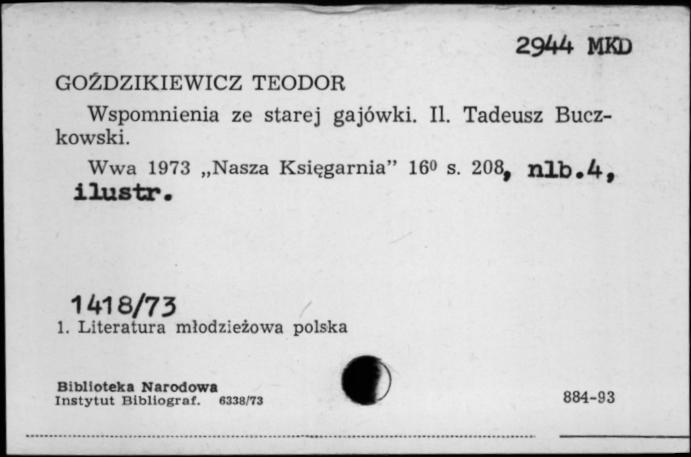 2944 MKD
GOŹDZIKIEWICZ TEODOR
Wspomnienia ze starej gajówki. Il. Tadeusz Bucz-
kowski.
Wwa 1973 „Nasza Księgarnia” 16⁰ s. 208, nlb.4,
ilustr.
1418/73
1. Literatura młodzieżowa polska
Biblioteka Narodowa
Instytut Bibliograf. 6338/73
884-93